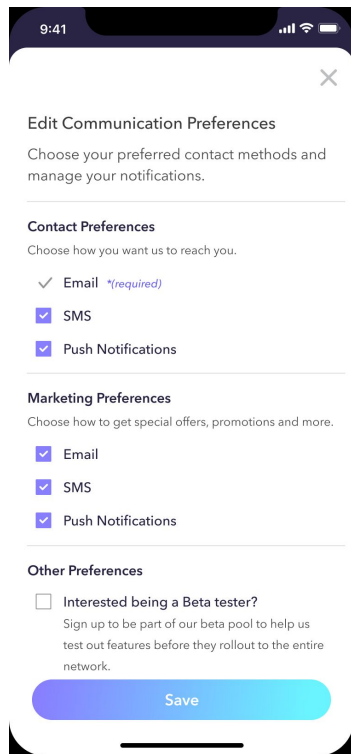 9:41
Edit Communication Preferences
Choose your preferred contact methods and
manage your notifications.
Contact Preferences
Choose how you want us to reach you.
Email *(required)
SMS
Push Notifications
Marketing Preferences
Choose how to get special offers, promotions and more.
Email
SMS
Push Notifications
Other Preferences
Interested being a Beta tester?
Sign up to be part of our beta pool to help us
test out features before they rollout to the entire
network.
Save